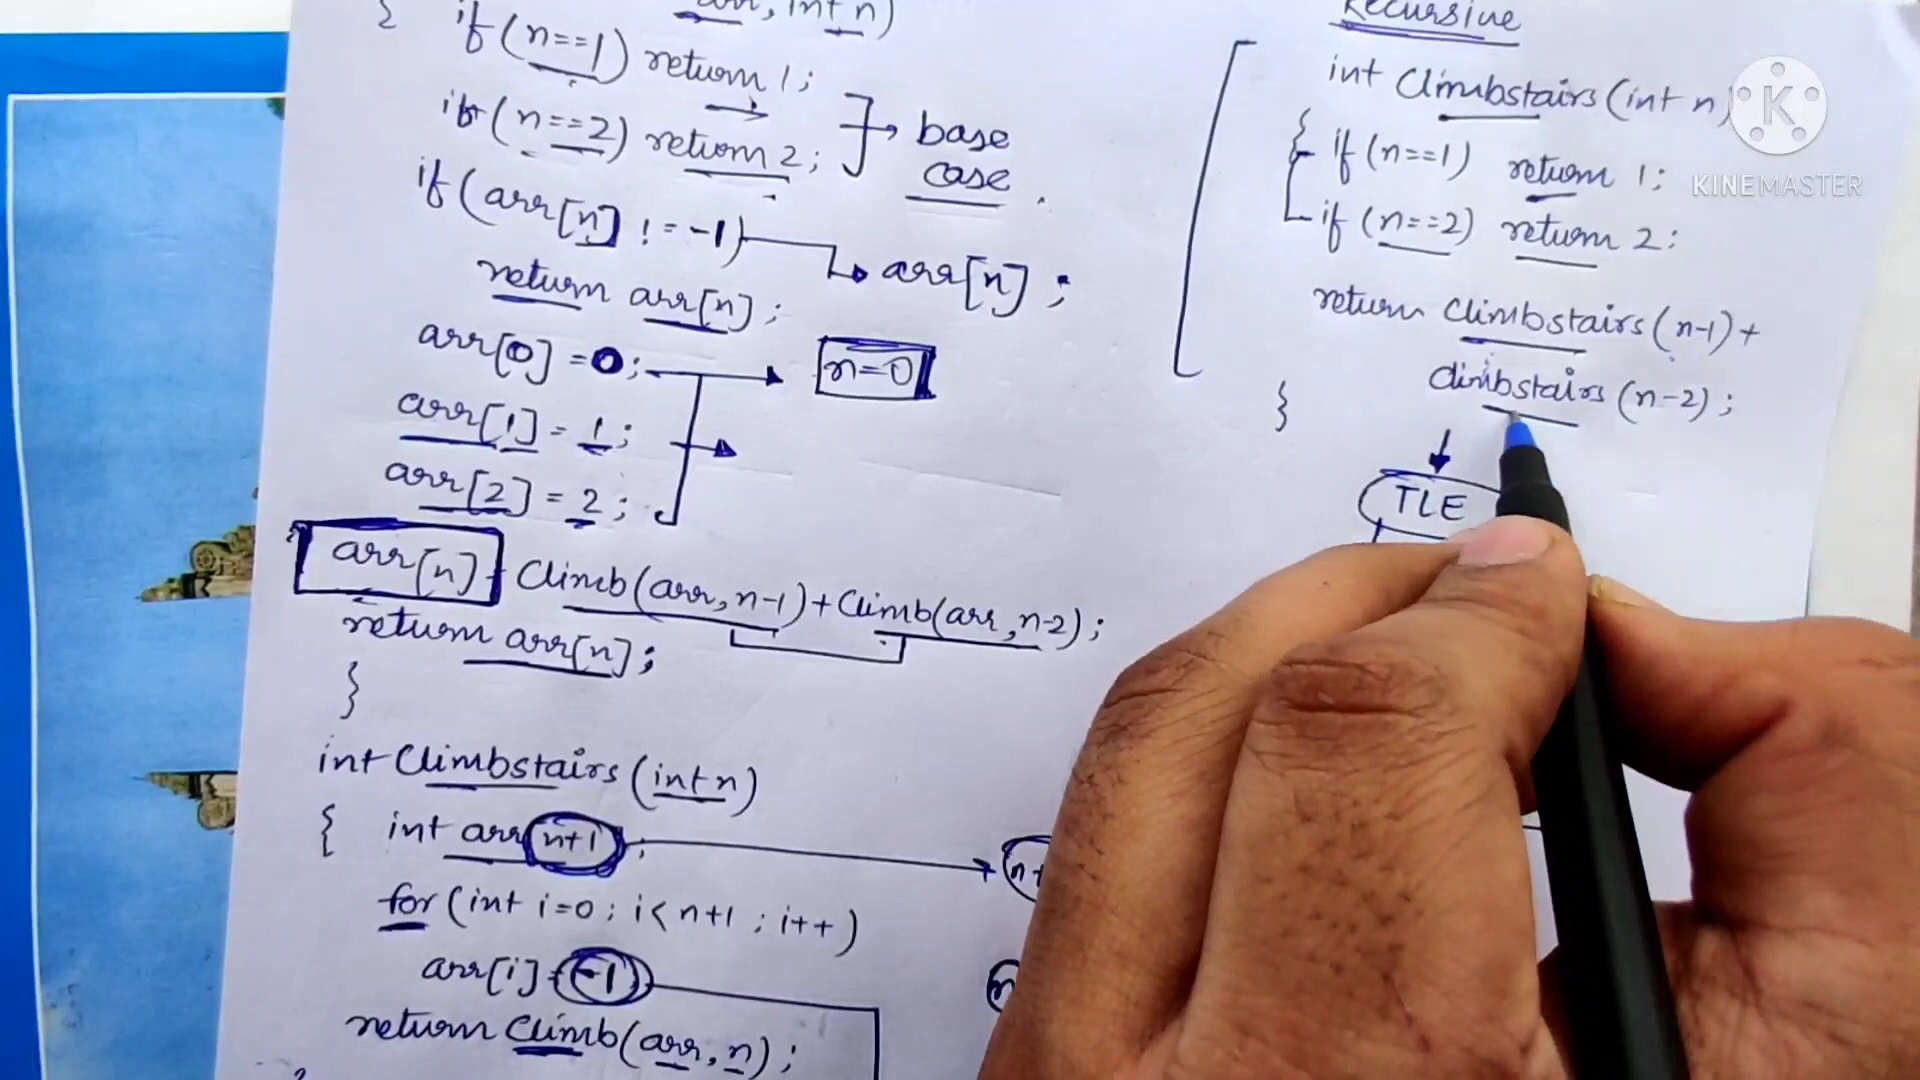 arr, int n)
{ if (n==1) return 1;
if (n==2) return 2;
base
case
if (arr[n] != -1)
arr[n];
return arr[n];
arr[0] = 0;
n=0
arr[1] = 1;
arr[2] = 2;
arr[n] = Climb(arr, n-1) + Climb(arr, n-2);
return arr[n];
}
int Climbstairs (int n)
{ int arr n+1 ;
for (int i=0; i< n+1 ; i++)
arr[i] = -1
return Climb(arr, n);
Recursive
int Climbstairs (int n)
{ if (n==1) return 1;
if (n==2) return 2;
return Climbstairs (n-1) +
climbstairs (n-2);
}
TLE
K
KINEMASTER